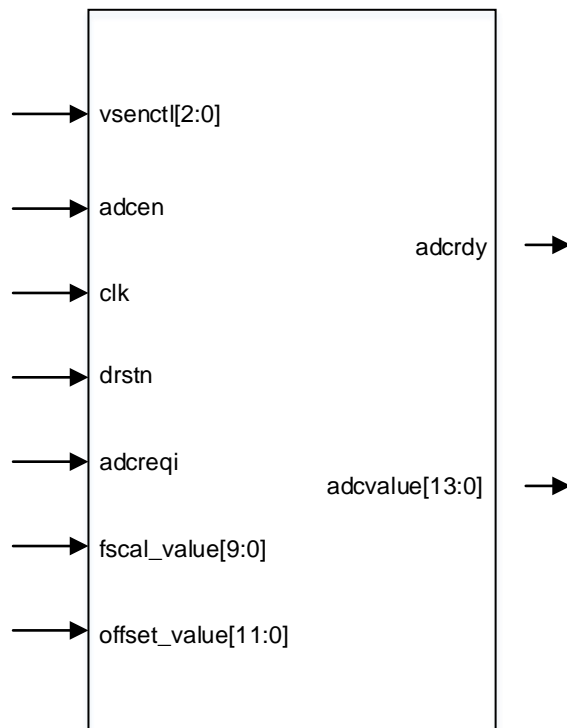 vsenctl[2:0]
adcen
adcrdy
clk
drstn
adcreqi
adcvalue[13:0]
fscal_value[9:0]
offset_value[11:0]